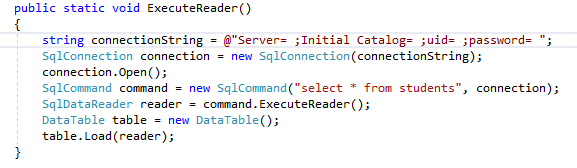 public static void ExecuteReader()
{
string connectionString = @"Server= ;Initial Catalog= ;uid= ;password= ";
SqlConnection connection = new SqlConnection(connectionString);
connection.Open();
SqlCommand command = new SqlCommand("select * from students", connection);
SqlDataReader reader = command.ExecuteReader();
DataTable table = new DataTable();
table.Load(reader);
}